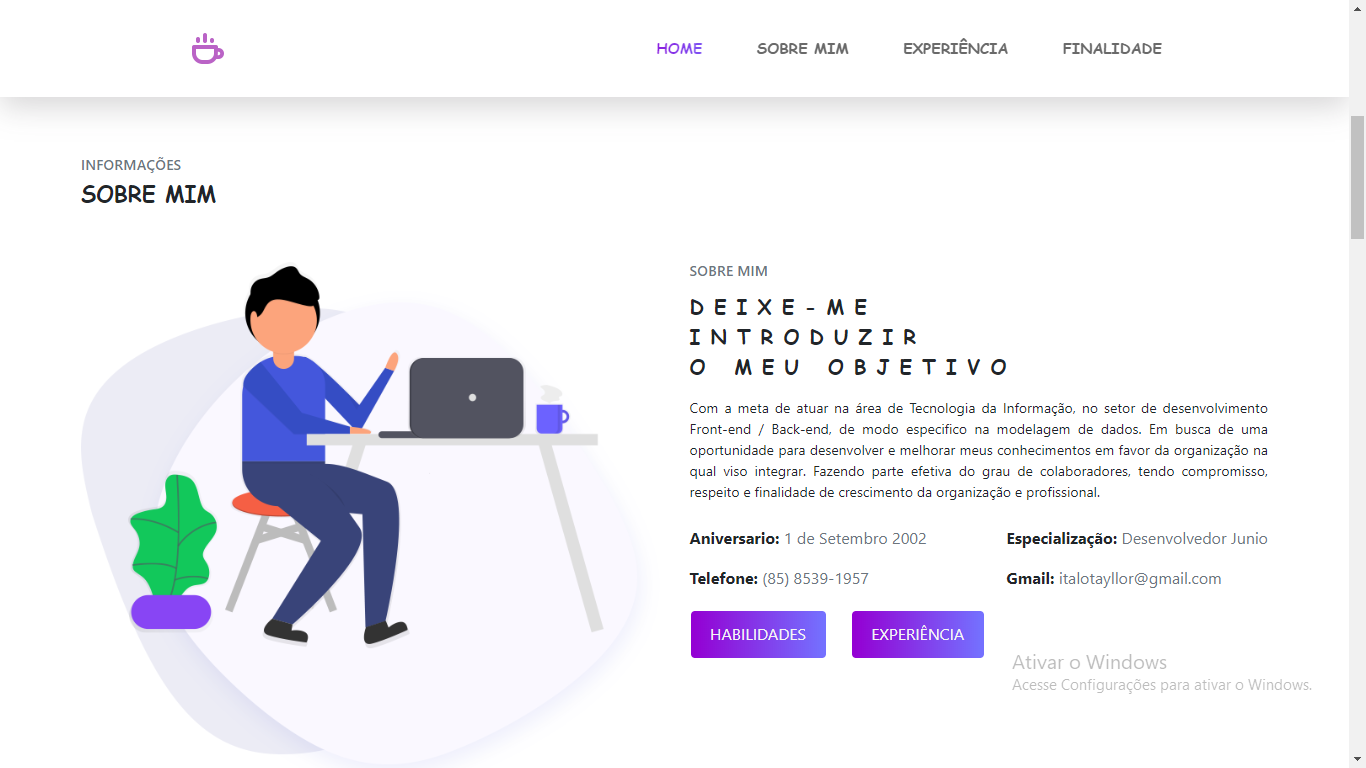 HOME SOBRE MIM EXPERIÊNCIA FINALIDADE
INFORMAÇÕES
SOBRE MIM
SOBRE MIM
DEIXE-ME
INTRODUZIR
O MEU OBJETIVO
Com a meta de atuar na área de Tecnologia da Informação, no setor de desenvolvimento
Front-end / Back-end, de modo especifico na modelagem de dados. Em busca de uma
oportunidade para desenvolver e melhorar meus conhecimentos em favor da organização na
qual viso integrar. Fazendo parte efetiva do grau de colaboradores, tendo compromisso,
respeito e finalidade de crescimento da organização e profissional.
Aniversario: 1 de Setembro 2002 Especialização: Desenvolvedor Junio
Telefone: (85) 8539-1957 Gmail: italotayllor@gmail.com
HABILIDADES EXPERIÊNCIA
Ativar o Windows
Acesse Configurações para ativar o Windows.